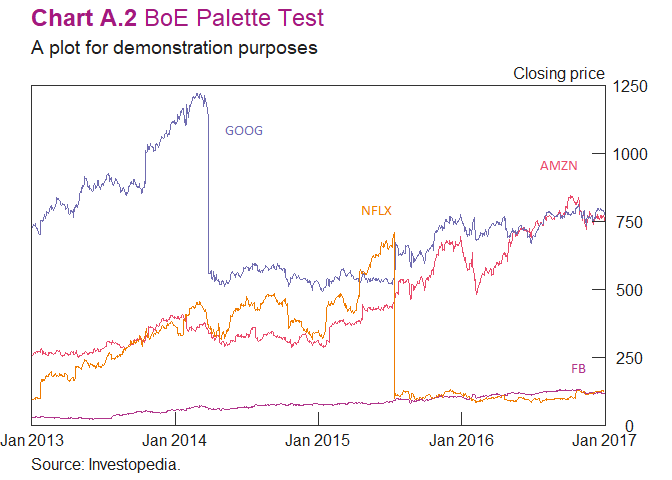 Chart A.2 BoE Palette Test
A plot for demonstration purposes
Closing price
1250
GOOG
1000
AMZN
NFLX
750
500
FB
250
0
Jan 2013 Jan 2014 Jan 2015 Jan 2016 Jan 2017
Source: Investopedia.